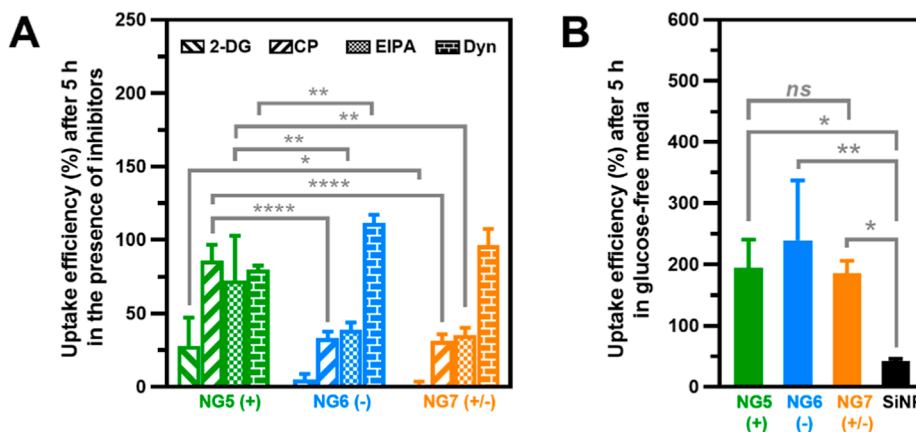 A
Uptake efficiency (%) after 5 h
in the presence of inhibitors
2-DG CP EIPA Dyn
250
200
150
100
50
0
**
**
**
*
****
****
NG5 (+) NG6 (-) NG7 (+/-)
B
Uptake efficiency (%) after 5 h
in glucose-free media
600
500
400
300
200
100
0
ns
*
**
*
NG5 NG6 NG7 SiNP
(+) (-) (+/-)